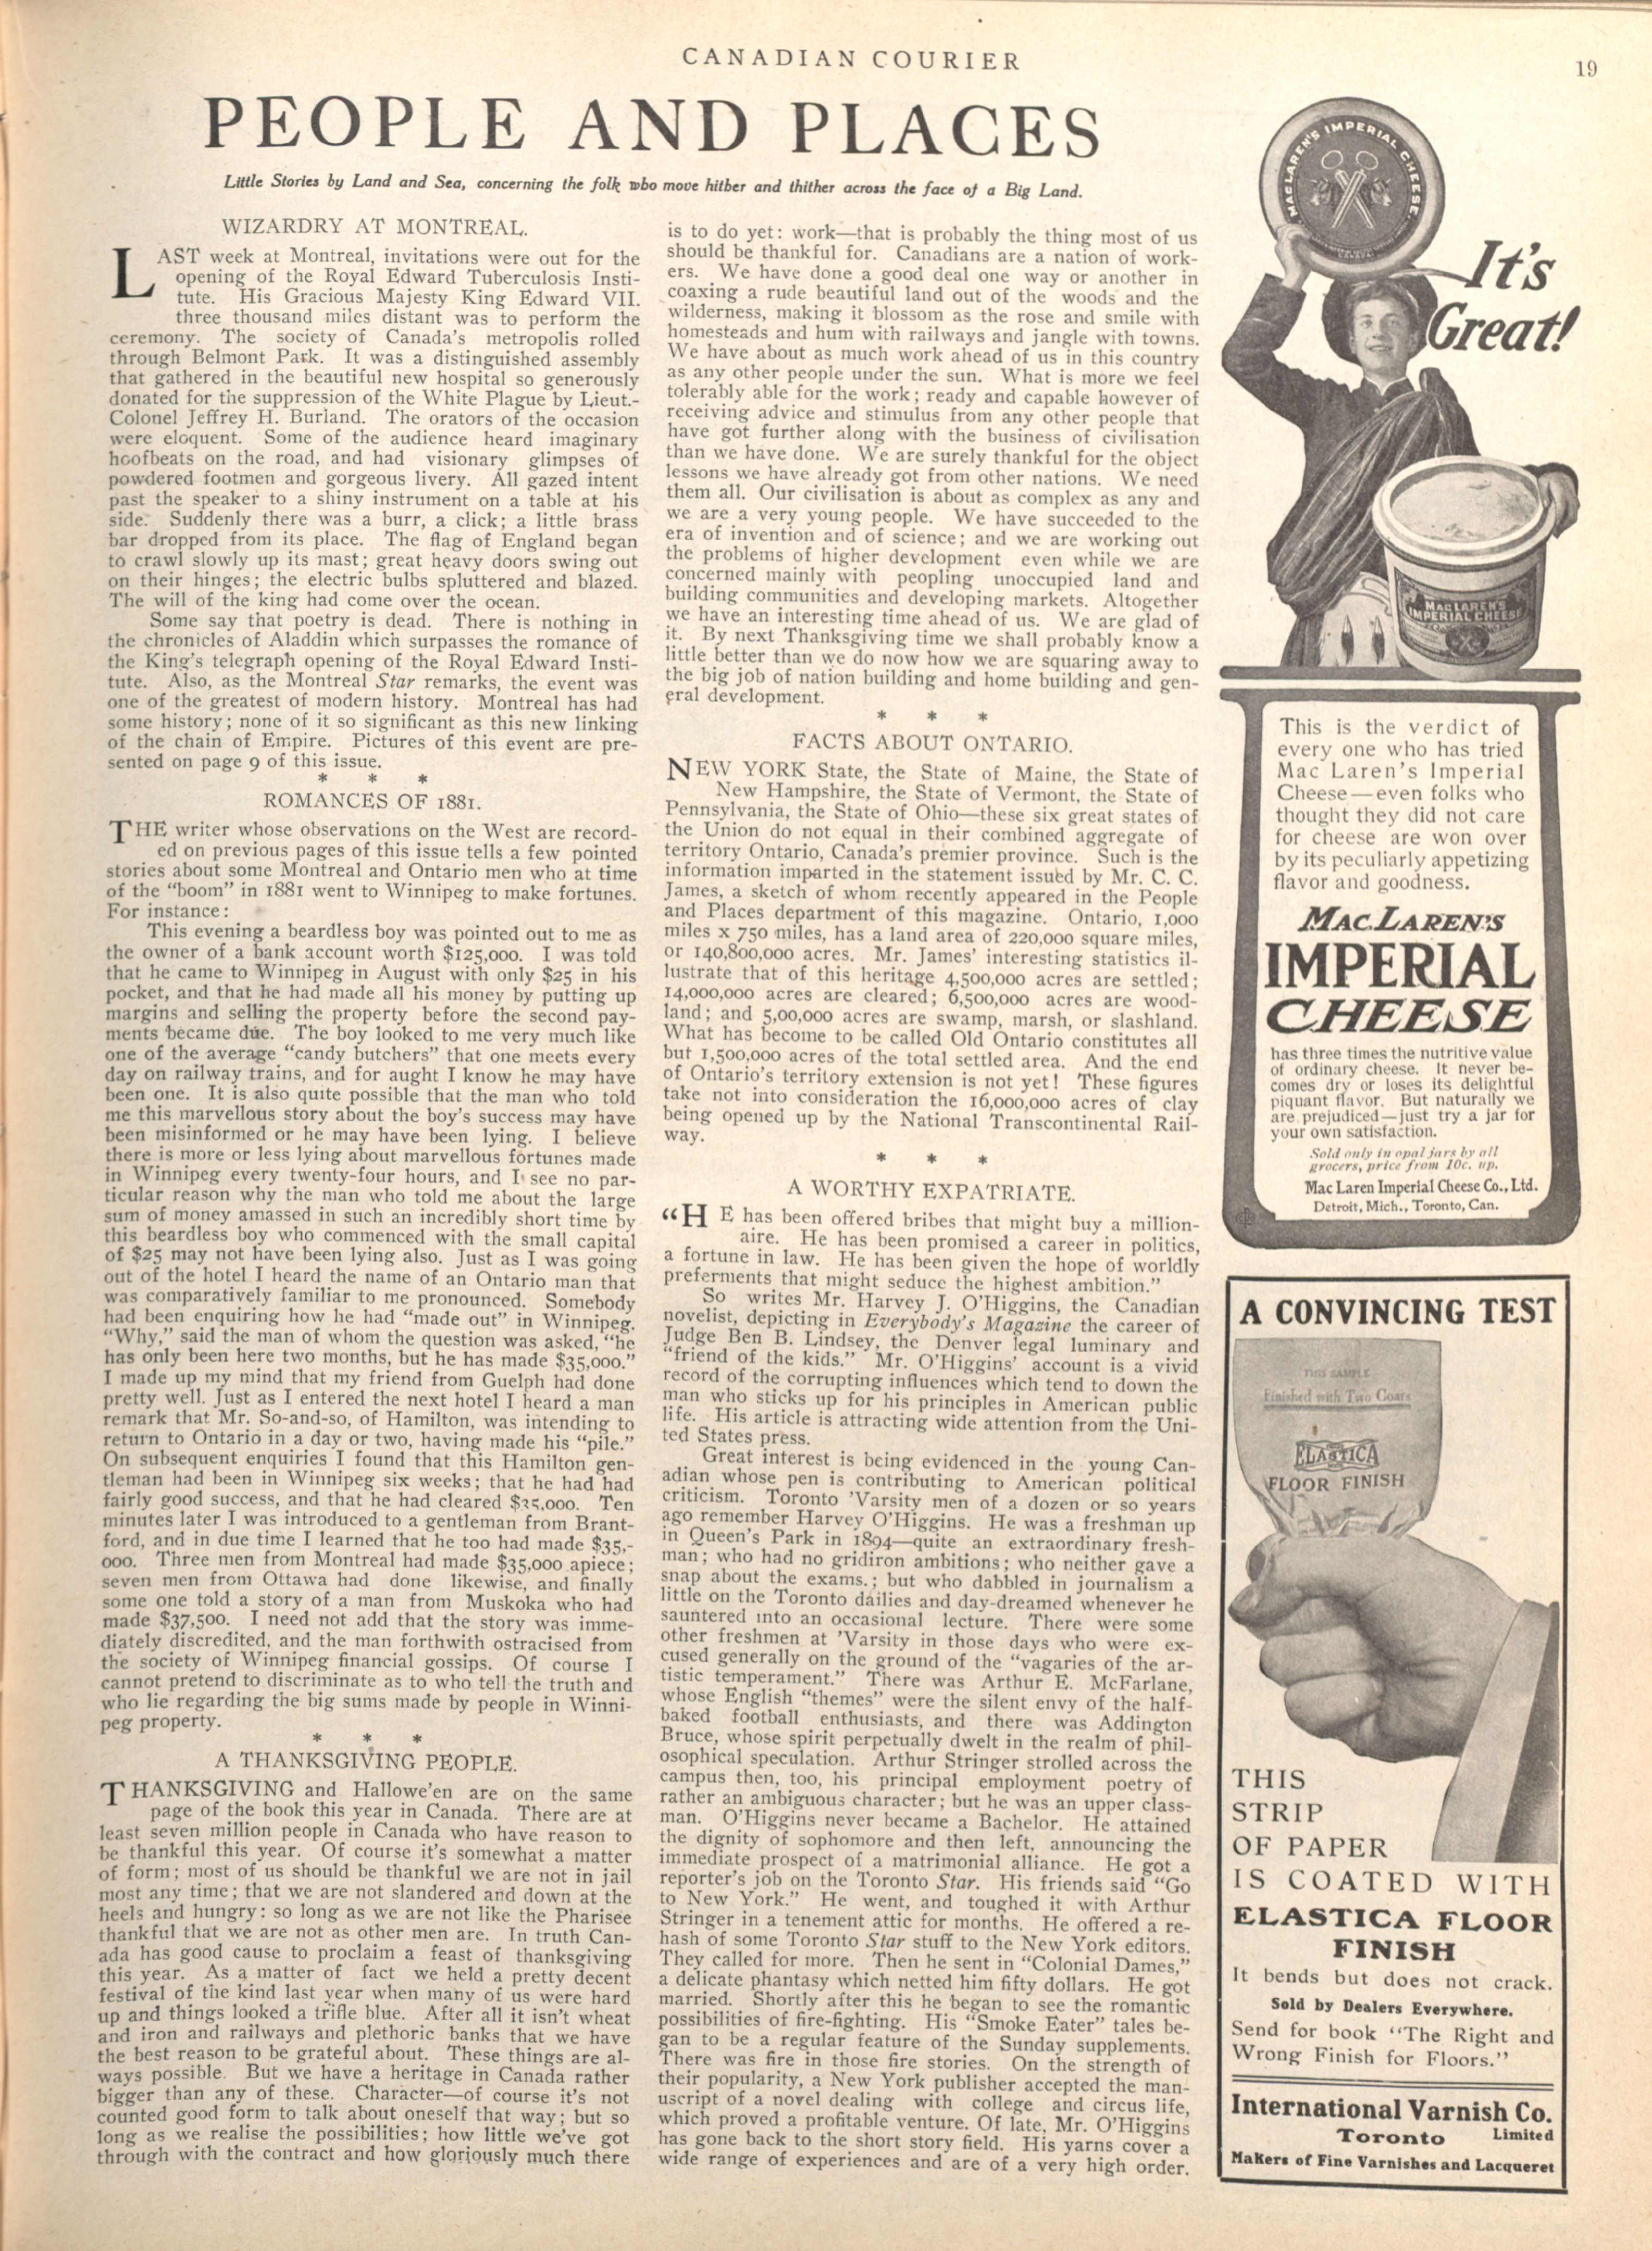 CANADIAN COURIER
19
PEOPLE AND PLACES
Little Stories by Land and Sea, concerning the folk who move hither and thither across the face of a Big Land.
WIZARDRY AT MONTREAL.
LAST week at Montreal, invitations were out for the
opening of the Royal Edward Tuberculosis Insti-
tute. His Gracious Majesty King Edward VII.
three thousand miles distant was to perform the
ceremony. The society of Canada's metropolis rolled
through Belmont Park. It was a distinguished assembly
that gathered in the beautiful new hospital so generously
donated for the suppression of the White Plague by Lieut.-
Colonel Jeffrey H. Burland. The orators of the occasion
were eloquent. Some of the audience heard imaginary
hoofbeats on the road, and had visionary glimpses of
powdered footmen and gorgeous livery. All gazed intent
past the speaker to a shiny instrument on a table at his
side. Suddenly there was a burr, a click; a little brass
bar dropped from its place. The flag of England began
to crawl slowly up its mast; great heavy doors swing out
on their hinges; the electric bulbs spluttered and blazed.
The will of the king had come over the ocean.
Some say that poetry is dead. There is nothing in
the chronicles of Aladdin which surpasses the romance of
the King's telegraph opening of the Royal Edward Insti-
tute. Also, as the Montreal Star remarks, the event was
one of the greatest of modern history. Montreal has had
some history; none of it so significant as this new linking
of the chain of Empire. Pictures of this event are pre-
sented on page 9 of this issue.
* * *
ROMANCES OF 1881.
THE writer whose observations on the West are record-
ed on previous pages of this issue tells a few pointed
stories about some Montreal and Ontario men who at time
of the "boom" in 1881 went to Winnipeg to make fortunes.
For instance:
This evening a beardless boy was pointed out to me as
the owner of a bank account worth $125,000. I was told
that he came to Winnipeg in August with only $25 in his
pocket, and that he had made all his money by putting up
margins and selling the property before the second pay-
ments became due. The boy looked to me very much like
one of the average "candy butchers" that one meets every
day on railway trains, and for aught I know he may have
been one. It is also quite possible that the man who told
me this marvellous story about the boy's success may have
been misinformed or he may have been lying. I believe
there is more or less lying about marvellous fortunes made
in Winnipeg every twenty-four hours, and I see no par-
ticular reason why the man who told me about the large
sum of money amassed in such an incredibly short time by
this beardless boy who commenced with the small capital
of $25 may not have been lying also. Just as I was going
out of the hotel I heard the name of an Ontario man that
was comparatively familiar to me pronounced. Somebody
had been enquiring how he had "made out" in Winnipeg.
"Why," said the man of whom the question was asked, "he
has only been here two months, but he has made $35,000."
I made up my mind that my friend from Guelph had done
pretty well. Just as I entered the next hotel I heard a man
remark that Mr. So-and-so, of Hamilton, was intending to
return to Ontario in a day or two, having made his "pile."
On subsequent enquiries I found that this Hamilton gen-
tleman had been in Winnipeg six weeks; that he had had
fairly good success, and that he had cleared $35,000. Ten
minutes later I was introduced to a gentleman from Brant-
ford, and in due time I learned that he too had made $35,-
000. Three men from Montreal had made $35,000 apiece;
seven men from Ottawa had done likewise, and finally
some one told a story of a man from Muskoka who had
made $37,500. I need not add that the story was imme-
diately discredited, and the man forthwith ostracised from
the society of Winnipeg financial gossips. Of course I
cannot pretend to discriminate as to who tell the truth and
who lie regarding the big sums made by people in Winni-
peg property.
* * *
A THANKSGIVING PEOPLE.
THANKSGIVING and Hallowe'en are on the same
page of the book this year in Canada. There are at
least seven million people in Canada who have reason to
be thankful this year. Of course it's somewhat a matter
of form; most of us should be thankful we are not in jail
most any time; that we are not slandered and down at the
heels and hungry: so long as we are not like the Pharisee
thankful that we are not as other men are. In truth Can-
ada has good cause to proclaim a feast of thanksgiving
this year. As a matter of fact we held a pretty decent
festival of the kind last year when many of us were hard
up and things looked a trifle blue. After all it isn't wheat
and iron and railways and plethoric banks that we have
the best reason to be grateful about. These things are al-
ways possible. But we have a heritage in Canada rather
bigger than any of these. Character—of course it's not
counted good form to talk about oneself that way; but so
long as we realise the possibilities; how little we've got
through with the contract and how gloriously much there
is to do yet: work—that is probably the thing most of us
should be thankful for. Canadians are a nation of work-
ers. We have done a good deal one way or another in
coaxing a rude beautiful land out of the woods and the
wilderness, making it blossom as the rose and smile with
homesteads and hum with railways and jangle with towns.
We have about as much work ahead of us in this country
as any other people under the sun. What is more we feel
tolerably able for the work; ready and capable however of
receiving advice and stimulus from any other people that
have got further along with the business of civilisation
than we have done. We are surely thankful for the object
lessons we have already got from other nations. We need
them all. Our civilisation is about as complex as any and
we are a very young people. We have succeeded to the
era of invention and of science; and we are working out
the problems of higher development even while we are
concerned mainly with peopling unoccupied land and
building communities and developing markets. Altogether
we have an interesting time ahead of us. We are glad of
it. By next Thanksgiving time we shall probably know a
little better than we do now how we are squaring away to
the big job of nation building and home building and gen-
eral development.
* * *
FACTS ABOUT ONTARIO.
NEW YORK State, the State of Maine, the State of
New Hampshire, the State of Vermont, the State of
Pennsylvania, the State of Ohio—these six great states of
the Union do not equal in their combined aggregate of
territory Ontario, Canada's premier province. Such is the
information imparted in the statement issued by Mr. C. C.
James, a sketch of whom recently appeared in the People
and Places department of this magazine. Ontario, 1,000
miles x 750 miles, has a land area of 220,000 square miles,
or 140,800,000 acres. Mr. James' interesting statistics il-
lustrate that of this heritage 4,500,000 acres are settled;
14,000,000 acres are cleared; 6,500,000 acres are wood-
land; and 5,00,000 acres are swamp, marsh, or slashland.
What has become to be called Old Ontario constitutes all
but 1,500,000 acres of the total settled area. And the end
of Ontario's territory extension is not yet! These figures
take not into consideration the 16,000,000 acres of clay
being opened up by the National Transcontinental Rail-
way.
* * *
A WORTHY EXPATRIATE.
"HE has been offered bribes that might buy a million-
aire. He has been promised a career in politics,
a fortune in law. He has been given the hope of worldly
preferments that might seduce the highest ambition."
So writes Mr. Harvey J. O'Higgins, the Canadian
novelist, depicting in Everybody's Magazine the career of
Judge Ben B. Lindsey, the Denver legal luminary and
"friend of the kids." Mr. O'Higgins' account is a vivid
record of the corrupting influences which tend to down the
man who sticks up for his principles in American public
life. His article is attracting wide attention from the Uni-
ted States press.
Great interest is being evidenced in the young Can-
adian whose pen is contributing to American political
criticism. Toronto 'Varsity men of a dozen or so years
ago remember Harvey O'Higgins. He was a freshman up
in Queen's Park in 1894—quite an extraordinary fresh-
man; who had no gridiron ambitions; who neither gave a
snap about the exams.; but who dabbled in journalism a
little on the Toronto dailies and day-dreamed whenever he
sauntered into an occasional lecture. There were some
other freshmen at 'Varsity in those days who were ex-
cused generally on the ground of the "vagaries of the ar-
tistic temperament." There was Arthur E. McFarlane,
whose English "themes" were the silent envy of the half-
baked football enthusiasts, and there was Addington
Bruce, whose spirit perpetually dwelt in the realm of phil-
osophical speculation. Arthur Stringer strolled across the
campus then, too, his principal employment poetry of
rather an ambiguous character; but he was an upper class-
man. O'Higgins never became a Bachelor. He attained
the dignity of sophomore and then left, announcing the
immediate prospect of a matrimonial alliance. He got a
reporter's job on the Toronto Star. His friends said "Go
to New York." He went, and toughed it with Arthur
Stringer in a tenement attic for months. He offered a re-
hash of some Toronto Star stuff to the New York editors.
They called for more. Then he sent in "Colonial Dames,"
a delicate phantasy which netted him fifty dollars. He got
married. Shortly after this he began to see the romantic
possibilities of fire-fighting. His "Smoke Eater" tales be-
gan to be a regular feature of the Sunday supplements.
There was fire in those fire stories. On the strength of
their popularity, a New York publisher accepted the man-
uscript of a novel dealing with college and circus life,
which proved a profitable venture. Of late, Mr. O'Higgins
has gone back to the short story field. His yarns cover a
wide range of experiences and are of a very high order.
MACLAREN'S IMPERIAL CHEESE
It's
Great!
MACLAREN'S
IMPERIAL CHEESE
This is the verdict of
every one who has tried
Mac Laren's Imperial
Cheese—even folks who
thought they did not care
for cheese are won over
by its peculiarly appetizing
flavor and goodness.
MACLAREN'S
IMPERIAL
CHEESE
has three times the nutritive value
of ordinary cheese. It never be-
comes dry or loses its delightful
piquant flavor. But naturally we
are prejudiced—just try a jar for
your own satisfaction.
Sold only in opal jars by all
grocers, price from 10c. up.
Mac Laren Imperial Cheese Co., Ltd.
Detroit, Mich., Toronto, Can.
A CONVINCING TEST
THIS SAMPLE
Finished with Two Coats
ELASTICA
FLOOR FINISH
THIS
STRIP
OF PAPER
IS COATED WITH
ELASTICA FLOOR
FINISH
It bends but does not crack.
Sold by Dealers Everywhere.
Send for book "The Right and
Wrong Finish for Floors."
International Varnish Co.
Toronto Limited
Makers of Fine Varnishes and Lacqueret